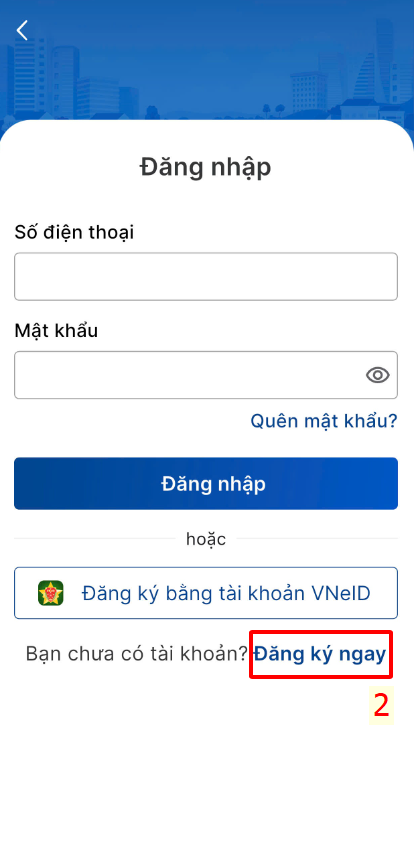 Đăng nhập
Số điện thoại
Mật khẩu
Quên mật khẩu?
Đăng nhập
hoặc
Đăng ký bằng tài khoản VNeID
Bạn chưa có tài khoản? Đăng ký ngay
2